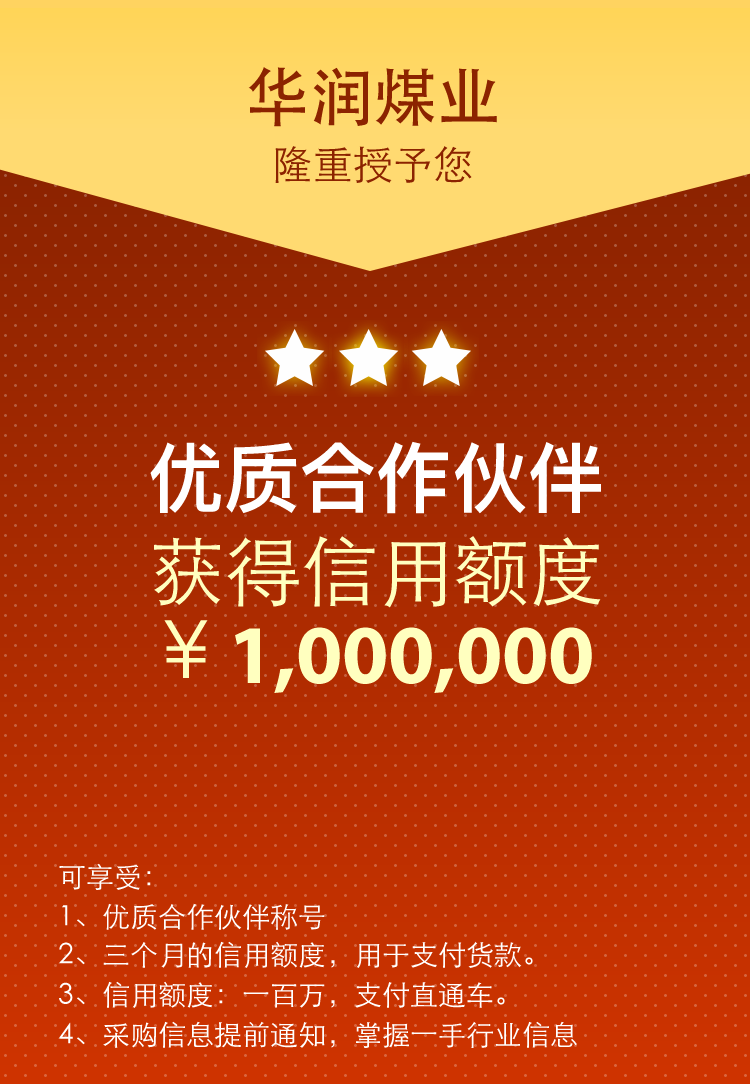 华润煤业
隆重授予您
优质合作伙伴
获得信用额度
￥1,000,000
可享受：
1、优质合作伙伴称号
2、三个月的信用额度，用于支付货款。
3、信用额度：一百万，支付直通车。
4、采购信息提前通知，掌握一手行业信息